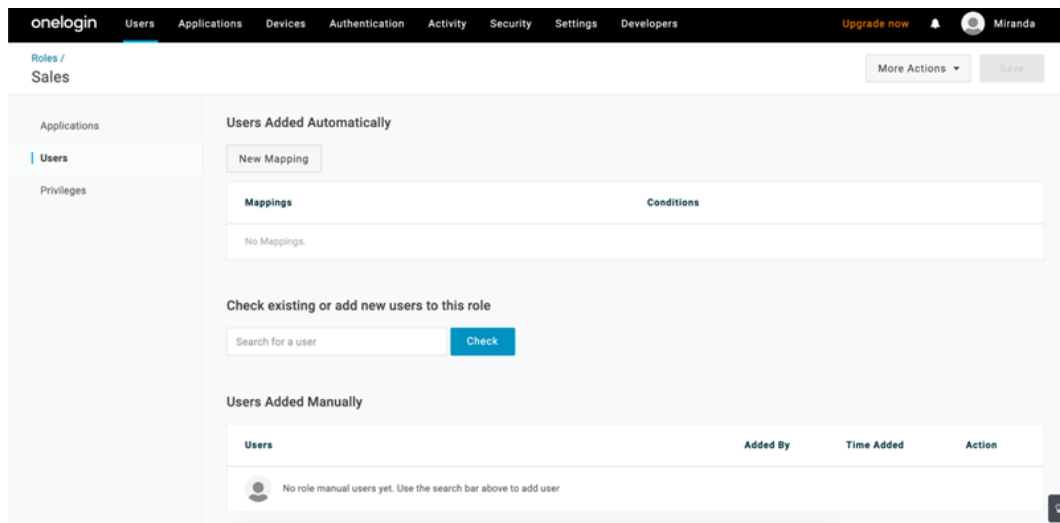 onelogin Users Applications Devices Authentication Activity Security Settings Developers Upgrade now Miranda
Roles /
Sales
More Actions Save
Applications
Users
Privileges
Users Added Automatically
New Mapping
Mappings Conditions
No Mappings.
Check existing or add new users to this role
Search for a user Check
Users Added Manually
Users Added By Time Added Action
No role manual users yet. Use the search bar above to add user